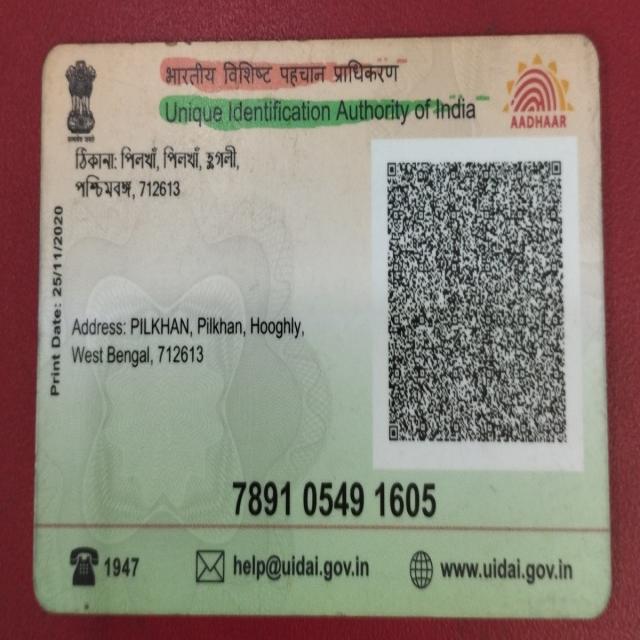 भारतीय विशिष्ट पहचान प्राधिकरण
Unique Identification Authority of India
AADHAAR
सत्यमेव जयते
ঠিকানা: পিলখাঁ, পিলখাঁ, হুগলী,
পশ্চিমবঙ্গ, 712613
Print Date: 25/11/2020
Address: PILKHAN, Pilkhan, Hooghly,
West Bengal, 712613
7891 0549 1605
1947
help@uidai.gov.in
www.uidai.gov.in